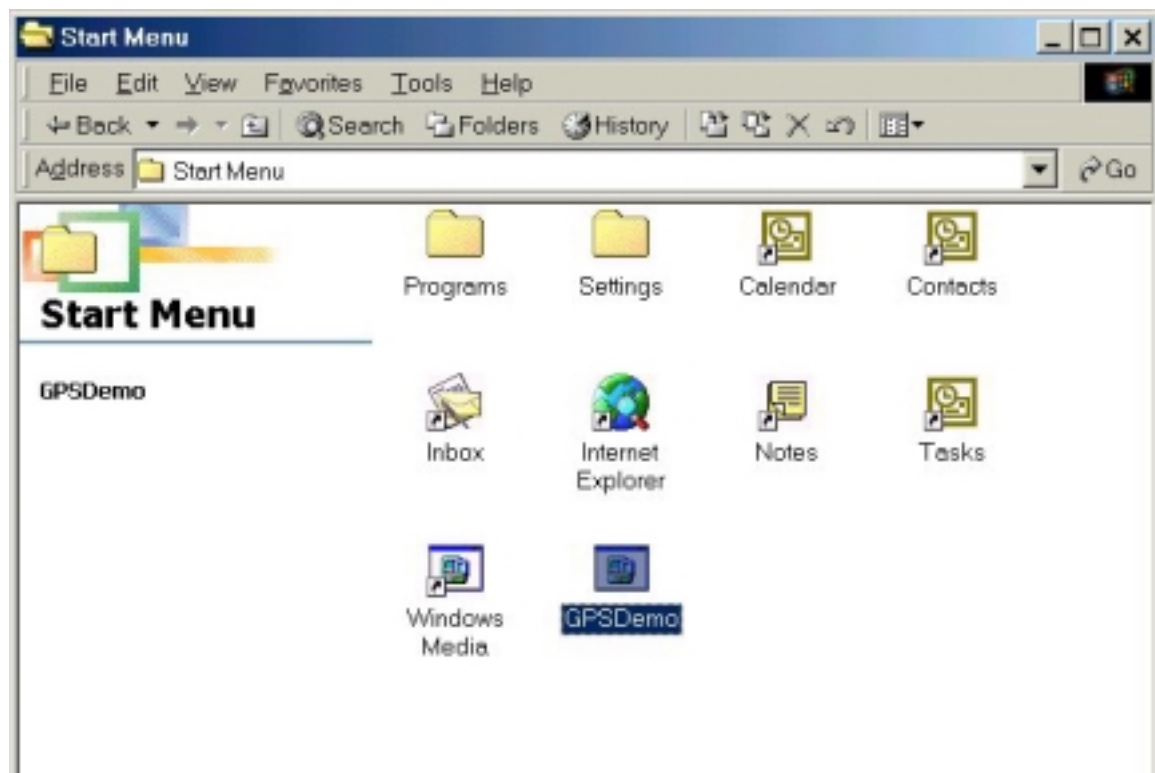 Start Menu
File Edit View Favorites Tools Help
Back Search Folders History
Address Start Menu Go
Start Menu
GPSDemo
Programs Settings Calendar Contacts
Inbox Internet Explorer Notes Tasks
Windows Media GPSDemo